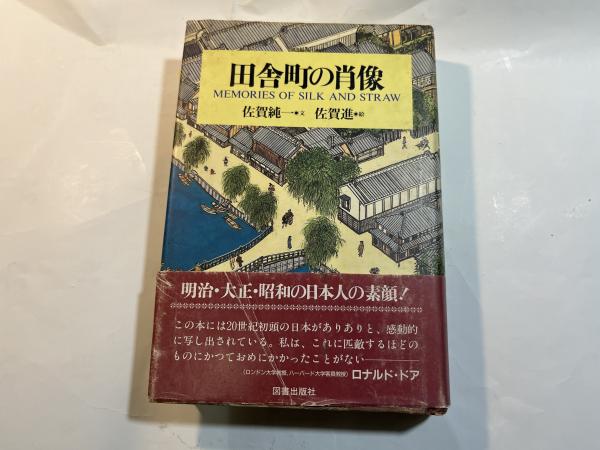 田舎町の肖像
MEMORIES OF SILK AND STRAW
佐賀純一・文 佐賀進・絵
明治・大正・昭和の日本人の素顔!
この本には20世紀初頭の日本がありありと、感動的
に写し出されている。私は、これに匹敵するほどの
ものにかつておめにかかったことがない――
(ロンドン大学教授、ハーバード大学客員教授) ロナルド・ドア
図書出版社